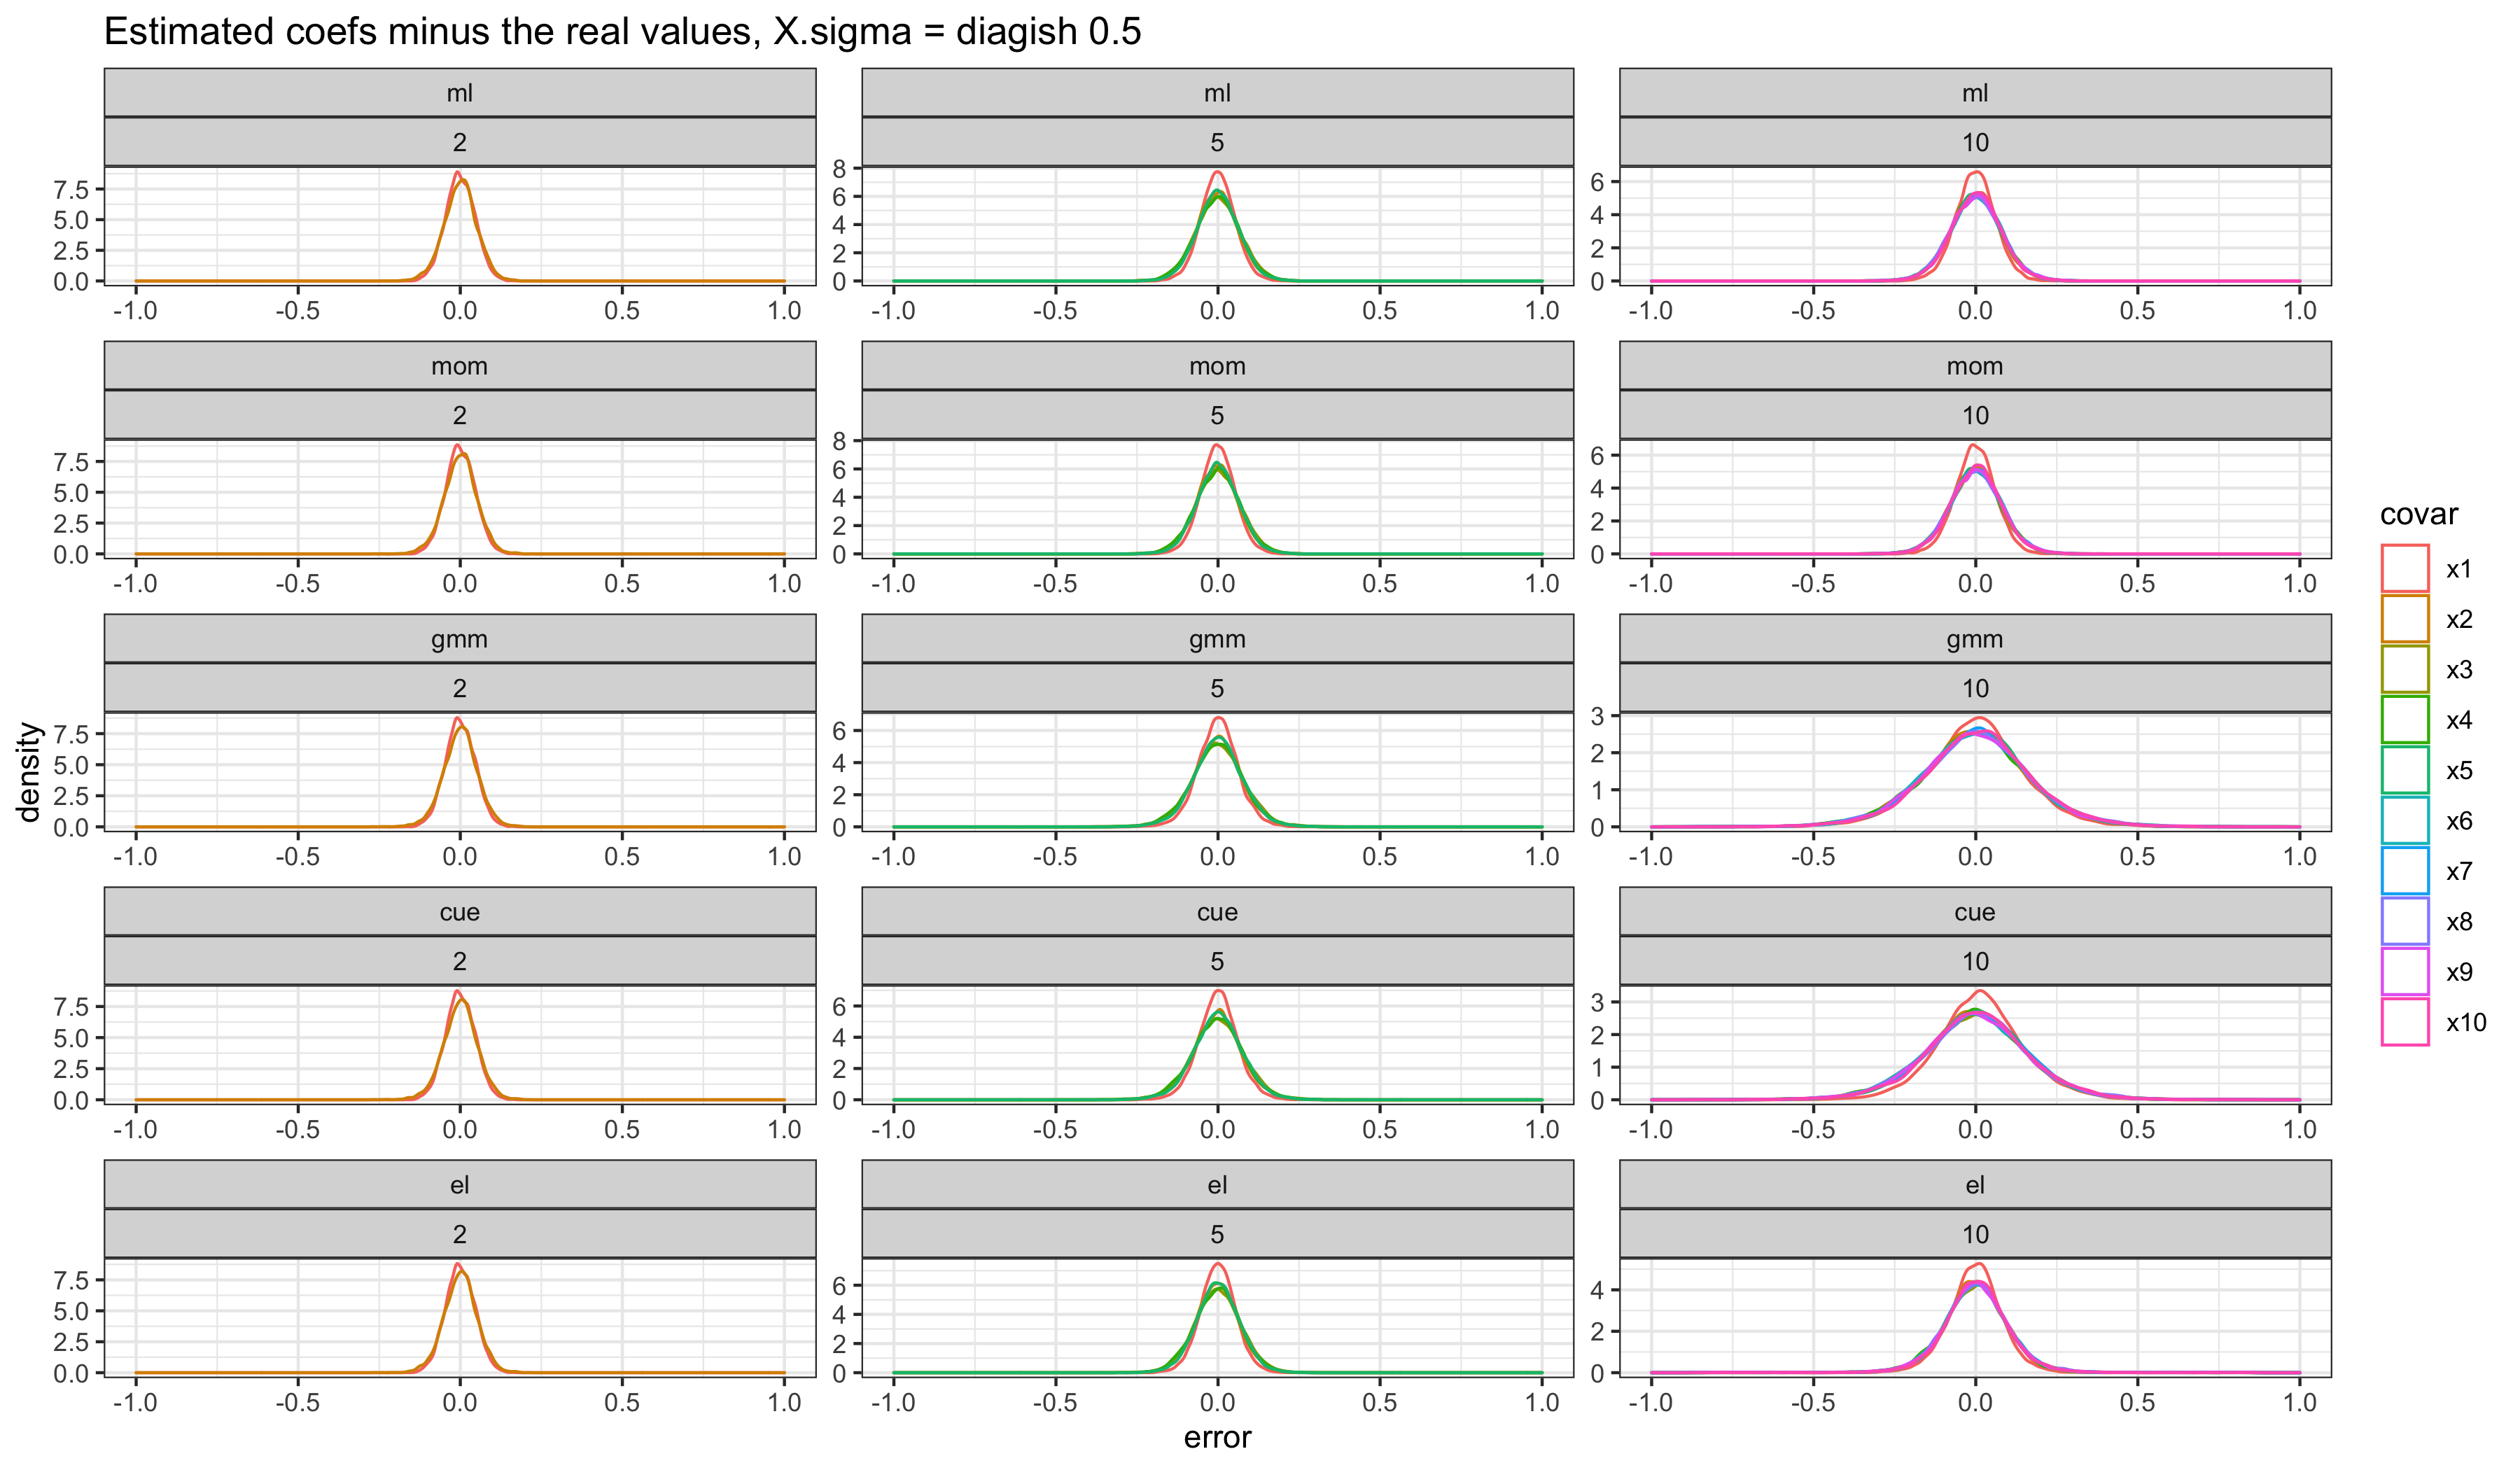 Estimated coefs minus the real values, X.sigma = diagish 0.5
ml ml ml
2 5 10
7.5 5.0 2.5 0.0
8 6 4 2 0
6 4 2 0
-1.0 -0.5 0.0 0.5 1.0 -1.0 -0.5 0.0 0.5 1.0 -1.0 -0.5 0.0 0.5 1.0
mom mom mom
2 5 10
7.5 5.0 2.5 0.0
8 6 4 2 0
6 4 2 0
-1.0 -0.5 0.0 0.5 1.0 -1.0 -0.5 0.0 0.5 1.0 -1.0 -0.5 0.0 0.5 1.0
gmm gmm gmm
2 5 10
7.5 5.0 2.5 0.0
6 4 2 0
3 2 1 0
-1.0 -0.5 0.0 0.5 1.0 -1.0 -0.5 0.0 0.5 1.0 -1.0 -0.5 0.0 0.5 1.0
cue cue cue
2 5 10
7.5 5.0 2.5 0.0
6 4 2 0
3 2 1 0
-1.0 -0.5 0.0 0.5 1.0 -1.0 -0.5 0.0 0.5 1.0 -1.0 -0.5 0.0 0.5 1.0
el el el
2 5 10
7.5 5.0 2.5 0.0
6 4 2 0
4 2 0
-1.0 -0.5 0.0 0.5 1.0 -1.0 -0.5 0.0 0.5 1.0 -1.0 -0.5 0.0 0.5 1.0
density
error
covar
x1
x2
x3
x4
x5
x6
x7
x8
x9
x10